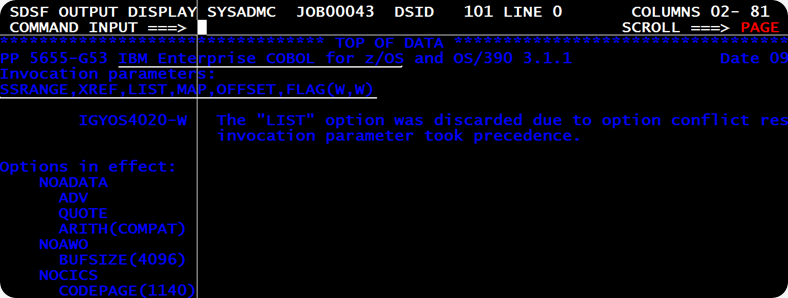 SDSF OUTPUT DISPLAY SYSADMC  JOB00043  DSID   101 LINE 0       COLUMNS 02- 81
COMMAND INPUT ===>                                            SCROLL ===> PAGE
********************************** TOP OF DATA **********************************
PP 5655-G53 IBM Enterprise COBOL for z/OS and OS/390 3.1.1               Date 09
Invocation parameters:
SSRANGE,XREF,LIST,MAP,OFFSET,FLAG(W,W)
IGYOS4020-W   The "LIST" option was discarded due to option conflict res
invocation parameter took precedence.
Options in effect:
NOADATA
ADV
QUOTE
ARITH(COMPAT)
NOAWO
BUFSIZE(4096)
NOCICS
CODEPAGE(1140)